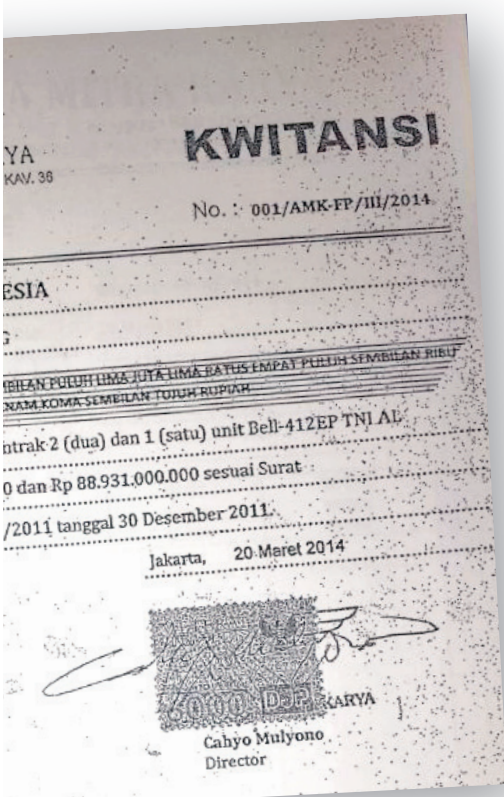 YA
KWITANSI
KAV. 36
No. : 001/AMK-FP/III/2014
ESIA
G
MBILAN PULUH LIMA JUTA LIMA RATUS EMPAT PULUH SEMBILAN RIBU
NAM KOMA SEMBILAN TUJUH RUPIAH
ntrak 2 (dua) dan 1 (satu) unit Bell-412EP TNI AL
0 dan Rp 88.931.000.000 sesuai Surat
/2011 tanggal 30 Desember 2011.
Jakarta, 20 Maret 2014
6000 DJP
KARYA
Cahyo Mulyono
Director